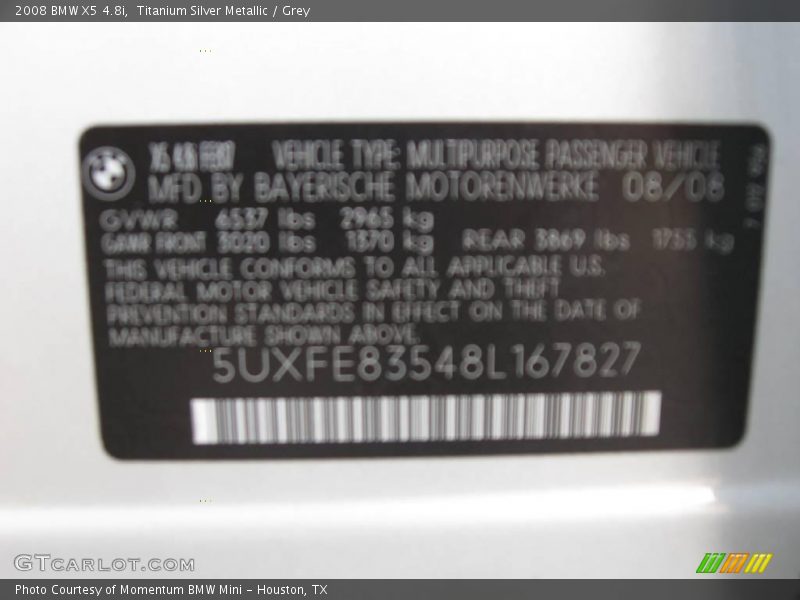 2008 BMW X5 4.8i, Titanium Silver Metallic / Grey
BMW
X5 4.8i VEHICLE TYPE: MULTIPURPOSE PASSENGER VEHICLE
MFD BY BAYERISCHE MOTORENWERKE 08/08
GVWR 6537 lbs 2965 kg
GAWR FRONT 3020 lbs 1370 kg REAR 3869 lbs 1755 kg
THIS VEHICLE CONFORMS TO ALL APPLICABLE U.S.
FEDERAL MOTOR VEHICLE SAFETY AND THEFT
PREVENTION STANDARDS IN EFFECT ON THE DATE OF
MANUFACTURE SHOWN ABOVE.
5UXFE83548L167827
GTCARLOT.COM
Photo Courtesy of Momentum BMW Mini - Houston, TX